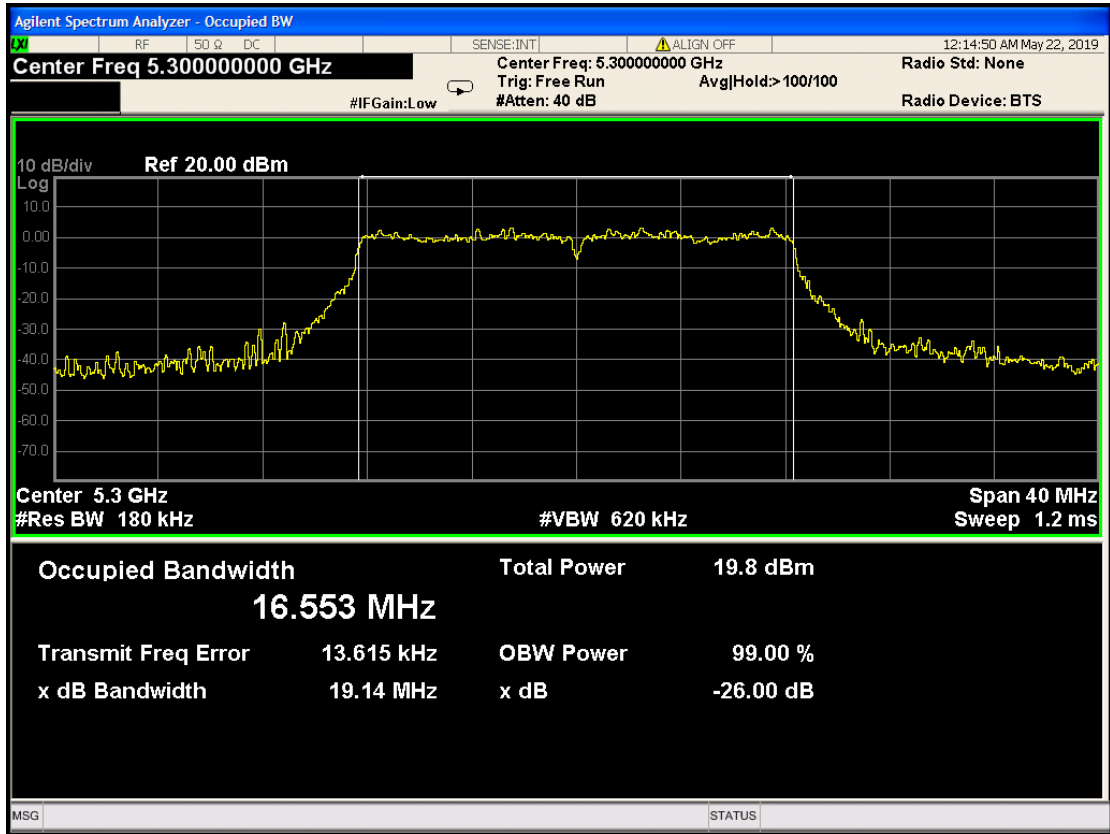 Agilent Spectrum Analyzer - Occupied BW
LXI RF 50 Ω DC SENSE:INT ALIGN OFF 12:14:50 AM May 22, 2019
Center Freq 5.300000000 GHz
Center Freq: 5.300000000 GHz Radio Std: None
Trig: Free Run Avg|Hold:>100/100
#IFGain:Low #Atten: 40 dB Radio Device: BTS
10 dB/div Ref 20.00 dBm
Log
10.0
0.00
-10.0
-20.0
-30.0
-40.0
-50.0
-60.0
-70.0
Center 5.3 GHz Span 40 MHz
#Res BW 180 kHz #VBW 620 kHz Sweep 1.2 ms
Occupied Bandwidth Total Power 19.8 dBm
16.553 MHz
Transmit Freq Error 13.615 kHz OBW Power 99.00 %
x dB Bandwidth 19.14 MHz x dB -26.00 dB
MSG STATUS